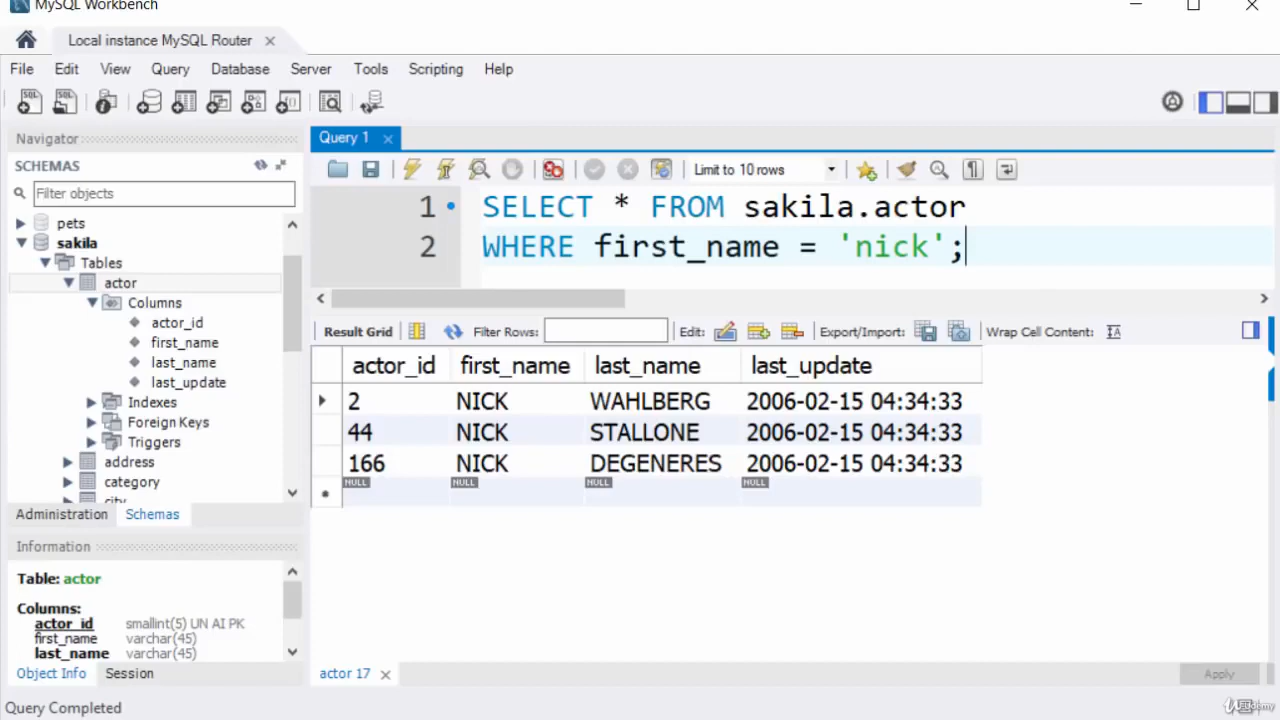 MySQL Workbench
Local instance MySQL Router
File Edit View Query Database Server Tools Scripting Help
Navigator
SCHEMAS
Filter objects
pets
sakila
Tables
actor
Columns
actor_id
first_name
last_name
last_update
Indexes
Foreign Keys
Triggers
address
category
city
Administration Schemas
Information
Table: actor
Columns:
actor_id smallint(5) UN AI PK
first_name varchar(45)
last_name varchar(45)
Object Info Session
Query 1
Limit to 10 rows
1 SELECT * FROM sakila.actor
2 WHERE first_name = 'nick';
Result Grid Filter Rows: Edit: Export/Import: Wrap Cell Content:
actor_id first_name last_name last_update
2 NICK WAHLBERG 2006-02-15 04:34:33
44 NICK STALLONE 2006-02-15 04:34:33
166 NICK DEGENERES 2006-02-15 04:34:33
NULL NULL NULL NULL
actor 17 Apply
Query Completed